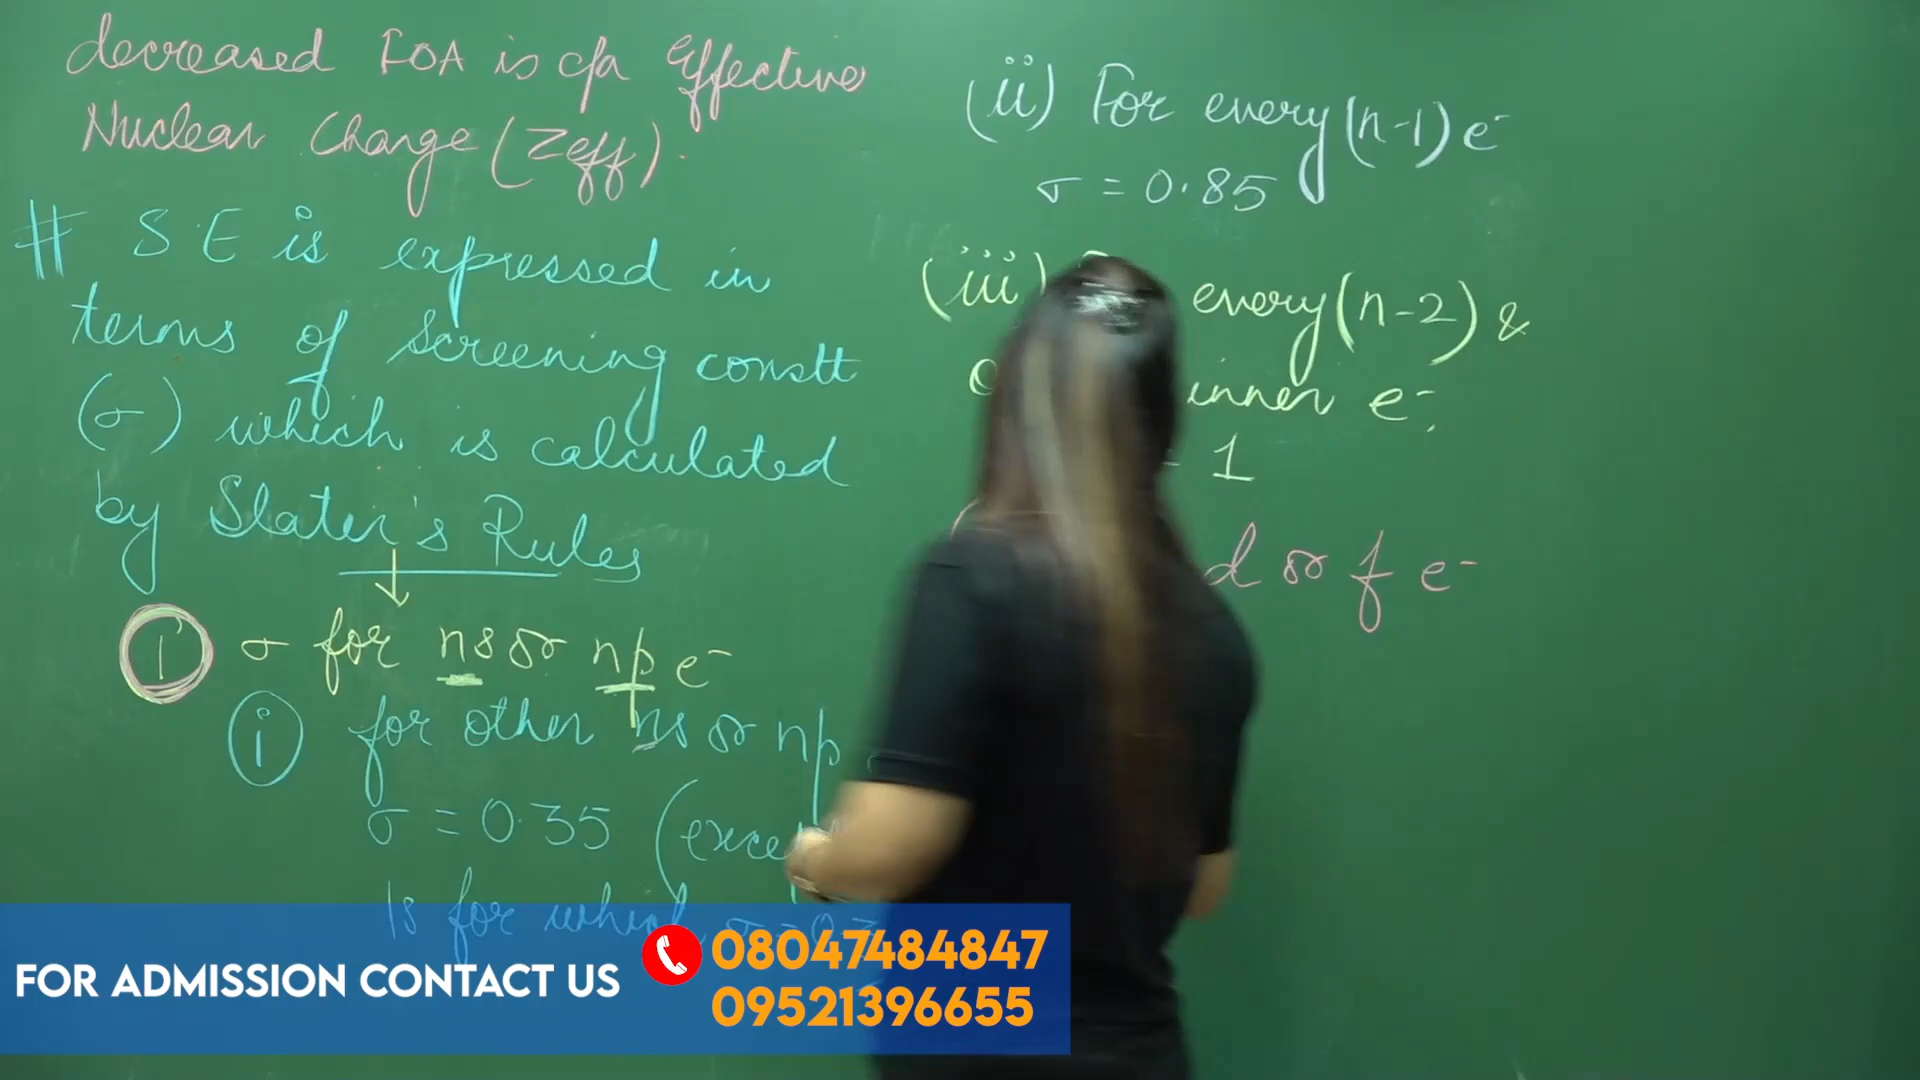 decreased FOA is c/a Effective
Nuclear Charge (Zeff).
# S.E is expressed in
terms of screening constt
(σ) which is calculated
by Slater's Rules
↓
1 σ for ns or np e⁻
i for other ns or np
σ = 0.35 (exce
1s for which σ = 0.3
(ii) For every (n-1) e⁻
σ = 0.85
(iii) every (n-2) &
inner e⁻.
1
d or f e⁻
FOR ADMISSION CONTACT US
08047484847
09521396655